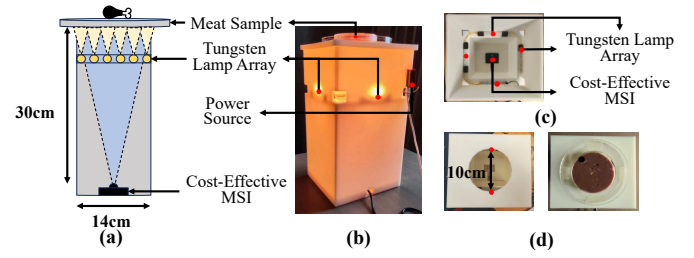 Meat Sample
Tungsten
Lamp Array
Power
Source
Cost-Effective
MSI
30cm
14cm
(a)
(b)
Tungsten Lamp
Array
Cost-Effective
MSI
(c)
10cm
(d)